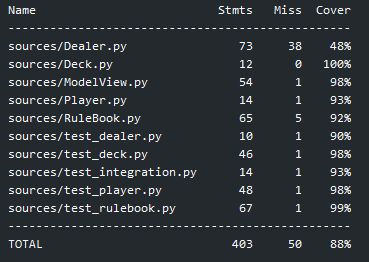 Name Stmts Miss Cover
---------------------------------------------------
sources/Dealer.py 73 38 48%
sources/Deck.py 12 0 100%
sources/ModelView.py 54 1 98%
sources/Player.py 14 1 93%
sources/RuleBook.py 65 5 92%
sources/test_dealer.py 10 1 90%
sources/test_deck.py 46 1 98%
sources/test_integration.py 14 1 93%
sources/test_player.py 48 1 98%
sources/test_rulebook.py 67 1 99%
---------------------------------------------------
TOTAL 403 50 88%